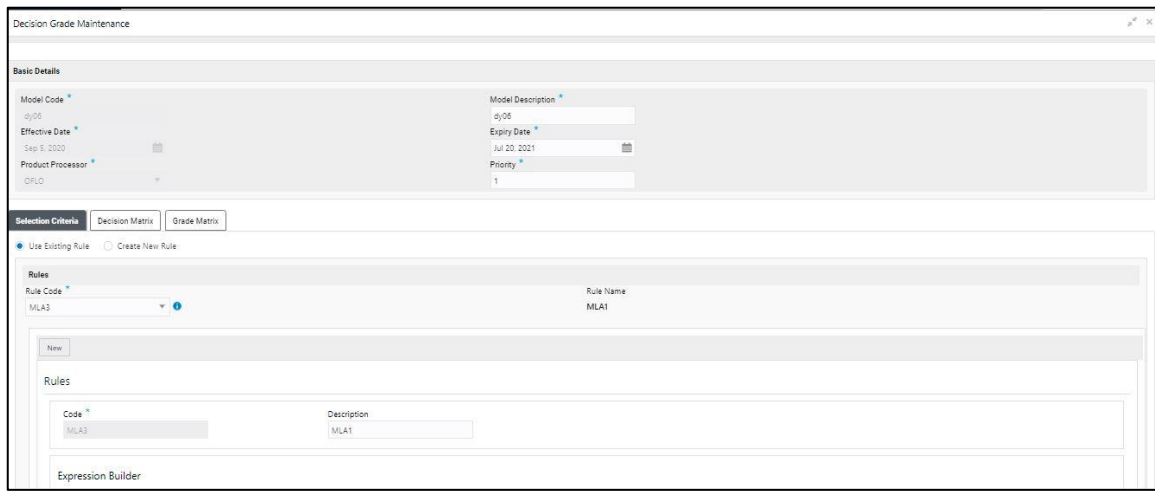 Decision Grade Maintenance
Basic Details
Model Code *
Model Description *
dy06
dy06
Effective Date *
Expiry Date *
Sep 5, 2020
Jul 20, 2021
Product Processor *
Priority *
OFLO
1
Selection Criteria Decision Matrix Grade Matrix
Use Existing Rule Create New Rule
Rules
Rule Code *
Rule Name
MLA3
MLA1
New
Rules
Code *
Description
MLA3
MLA1
Expression Builder